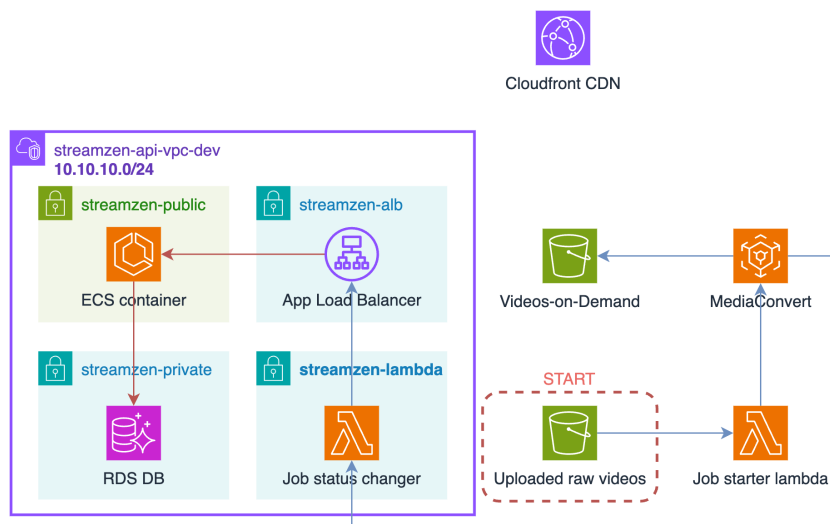 Cloudfront CDN
streamzen-api-vpc-dev
10.10.10.0/24
streamzen-public
streamzen-alb
ECS container
App Load Balancer
Videos-on-Demand
MediaConvert
streamzen-private
streamzen-lambda
START
RDS DB
Job status changer
Uploaded raw videos
Job starter lambda